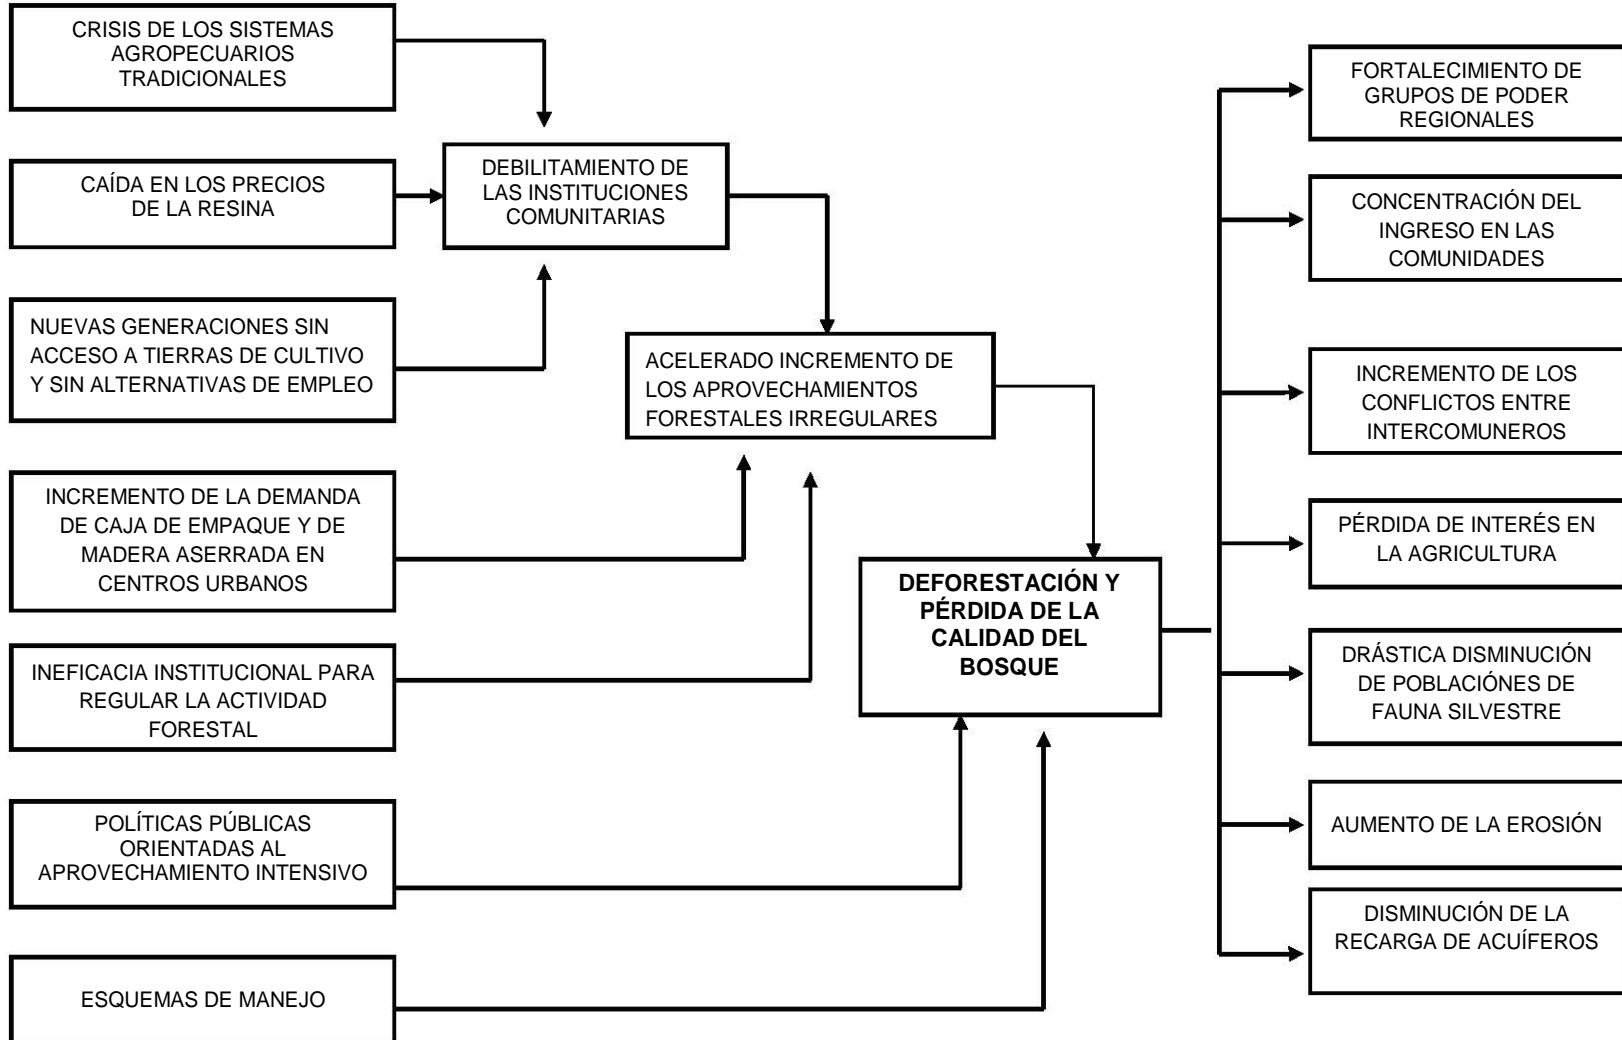 CRISIS DE LOS SISTEMAS
AGROPECUARIOS
TRADICIONALES
CAÍDA EN LOS PRECIOS
DE LA RESINA
NUEVAS GENERACIONES SIN
ACCESO A TIERRAS DE CULTIVO
Y SIN ALTERNATIVAS DE EMPLEO
INCREMENTO DE LA DEMANDA
DE CAJA DE EMPAQUE Y DE
MADERA ASERRADA EN
CENTROS URBANOS
INEFICACIA INSTITUCIONAL PARA
REGULAR LA ACTIVIDAD
FORESTAL
POLÍTICAS PÚBLICAS
ORIENTADAS AL
APROVECHAMIENTO INTENSIVO
ESQUEMAS DE MANEJO
DEBILITAMIENTO DE
LAS INSTITUCIONES
COMUNITARIAS
ACELERADO INCREMENTO DE
LOS APROVECHAMIENTOS
FORESTALES IRREGULARES
DEFORESTACIÓN Y
PÉRDIDA DE LA
CALIDAD DEL
BOSQUE
FORTALECIMIENTO DE
GRUPOS DE PODER
REGIONALES
CONCENTRACIÓN DEL
INGRESO EN LAS
COMUNIDADES
INCREMENTO DE LOS
CONFLICTOS ENTRE
INTERCOMUNEROS
PÉRDIDA DE INTERÉS EN
LA AGRICULTURA
DRÁSTICA DISMINUCIÓN
DE POBLACIÓNES DE
FAUNA SILVESTRE
AUMENTO DE LA EROSIÓN
DISMINUCIÓN DE LA
RECARGA DE ACUÍFEROS